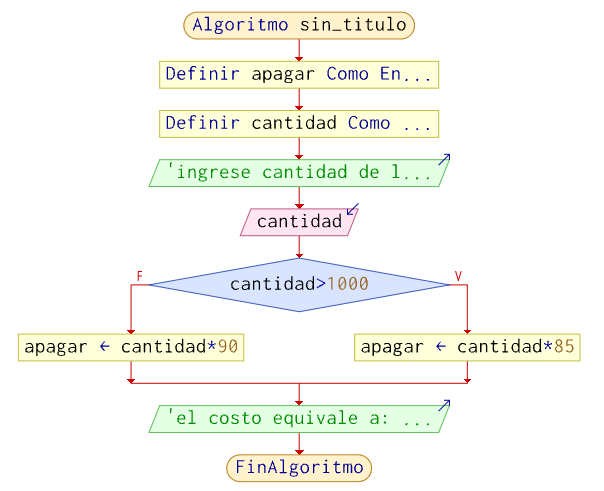 Algoritmo sin_titulo
Definir apagar Como En...
Definir cantidad Como ...
'ingrese cantidad de l...
cantidad
cantidad>1000
F
V
apagar ← cantidad*90
apagar ← cantidad*85
'el costo equivale a: ...
FinAlgoritmo